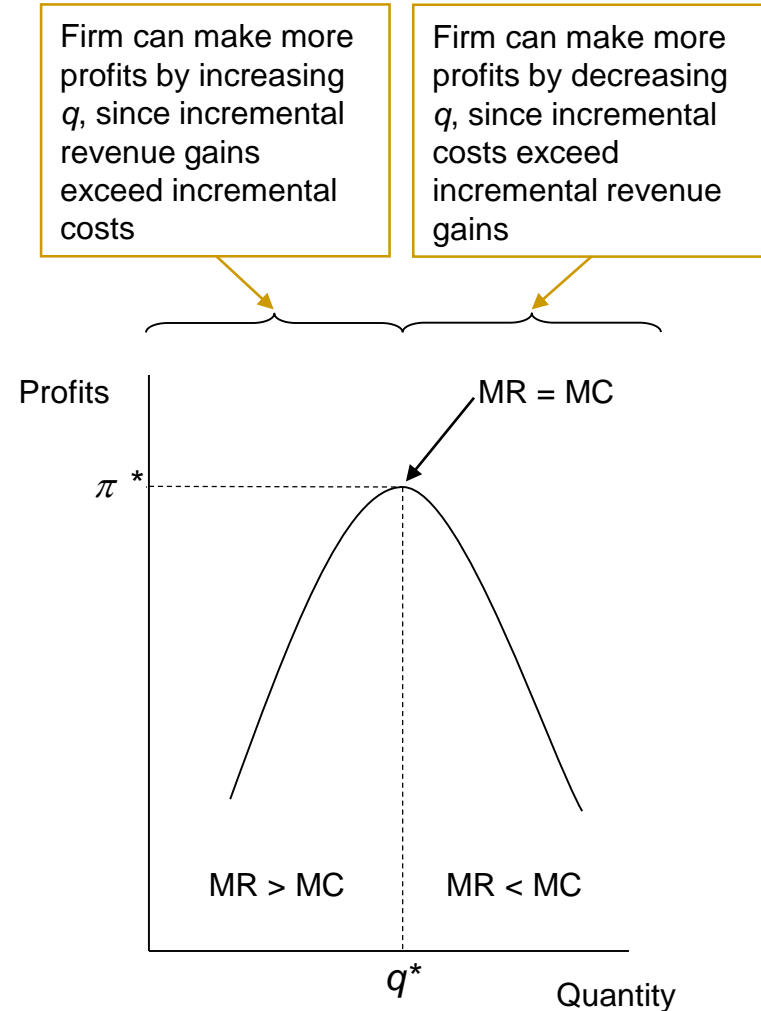 Firm can make more
profits by increasing
q, since incremental
revenue gains
exceed incremental
costs
Firm can make more
profits by decreasing
q, since incremental
costs exceed
incremental revenue
gains
Profits
MR = MC
π *
MR > MC
MR < MC
q*
Quantity